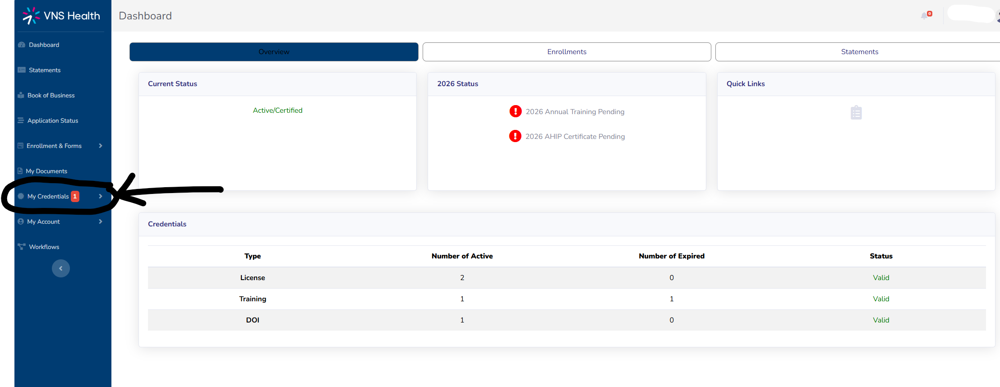 VNS Health
Dashboard
0
Dashboard
Statements
Book of Business
Application Status
Enrollment & Forms
My Documents
My Credentials 1
My Account
Workflows
Overview
Enrollments
Statements
Current Status
Active/Certified
2026 Status
2026 Annual Training Pending
2026 AHIP Certificate Pending
Quick Links
Credentials
Type Number of Active Number of Expired Status
License 2 0 Valid
Training 1 1 Valid
DOI 1 0 Valid